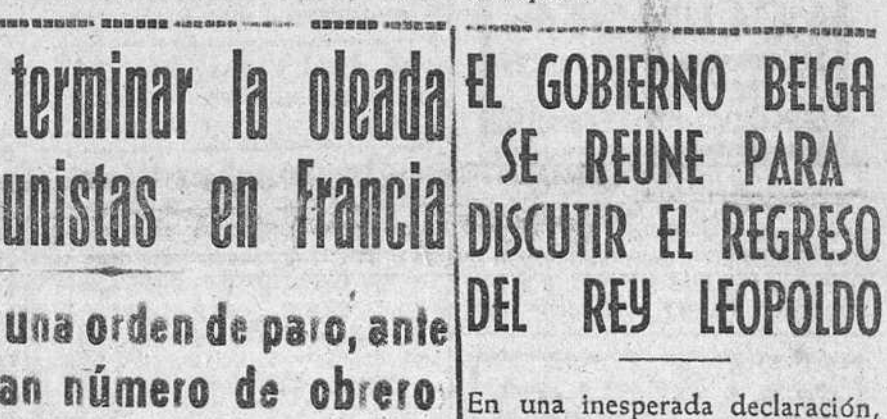 terminar la oleada
unistas en Francia
una orden de paro, ante
an número de obrero
EL GOBIERNO BELGA
SE REUNE PARA
DISCUTIR EL REGRESO
DEL REY LEOPOLDO
En una inesperada declaración,